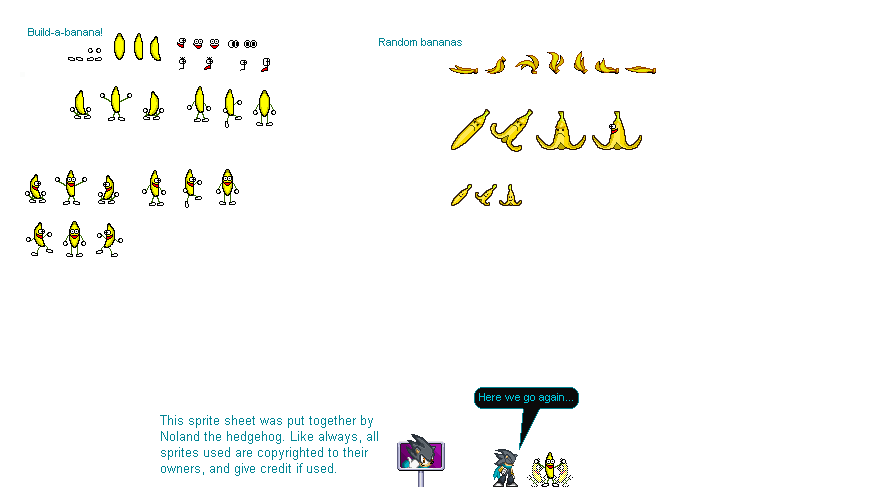 Build-a-banana!
Random bananas
Here we go again...
This sprite sheet was put together by
Noland the hedgehog. Like always, all
sprites used are copyrighted to their
owners, and give credit if used.